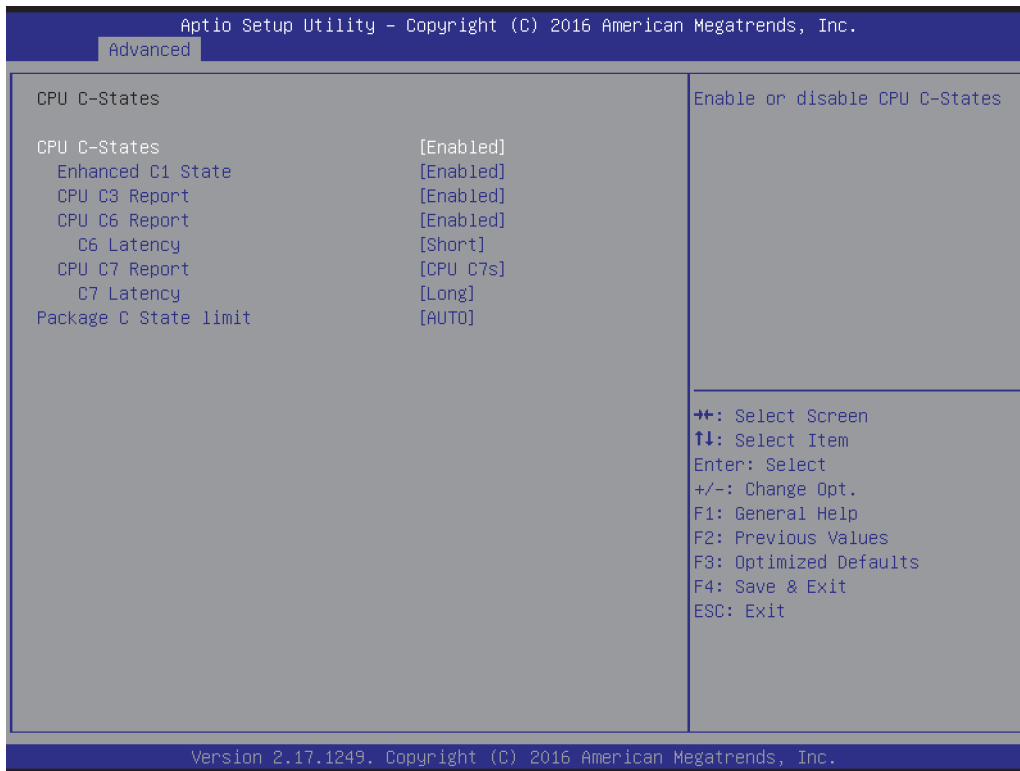 Aptio Setup Utility – Copyright (C) 2016 American Megatrends, Inc.
Advanced
CPU C-States
CPU C-States [Enabled]
Enhanced C1 State [Enabled]
CPU C3 Report [Enabled]
CPU C6 Report [Enabled]
C6 Latency [Short]
CPU C7 Report [CPU C7s]
C7 Latency [Long]
Package C State limit [AUTO]
Enable or disable CPU C-States
→←: Select Screen
↑↓: Select Item
Enter: Select
+/-: Change Opt.
F1: General Help
F2: Previous Values
F3: Optimized Defaults
F4: Save & Exit
ESC: Exit
Version 2.17.1249. Copyright (C) 2016 American Megatrends, Inc.